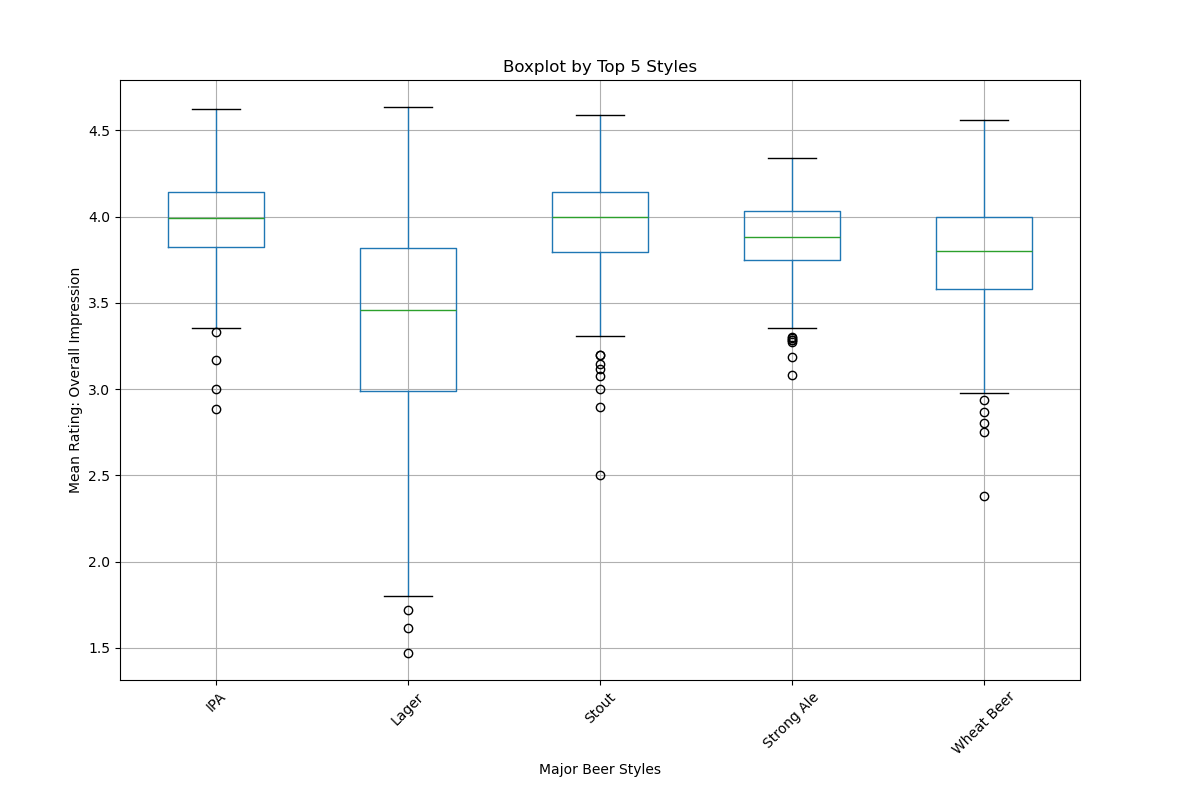 Boxplot by Top 5 Styles
Mean Rating: Overall Impression
4.5
4.0
3.5
3.0
2.5
2.0
1.5
IPA
Lager
Stout
Strong Ale
Wheat Beer
Major Beer Styles